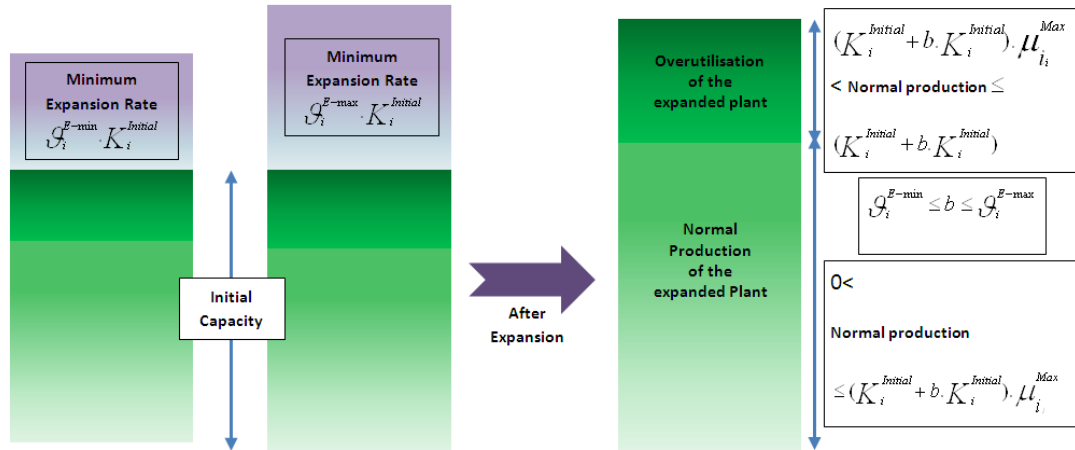 Minimum
Expansion Rate
𝜗_i^{E-min} · K_i^{Initial}
Minimum
Expansion Rate
𝜗_i^{E-max} · K_i^{Initial}
Initial
Capacity
After
Expansion
Overutilisation
of the
expanded plant
Normal
Production
of the
expanded Plant
(K_i^{Initial} + b.K_i^{Initial}).μ_{l_i}^{Max}
< Normal production ≤
(K_i^{Initial} + b.K_i^{Initial})
𝜗_i^{E-min} ≤ b ≤ 𝜗_i^{E-max}
0<
Normal production
≤(K_i^{Initial} + b.K_i^{Initial}).μ_{l_i}^{Max}